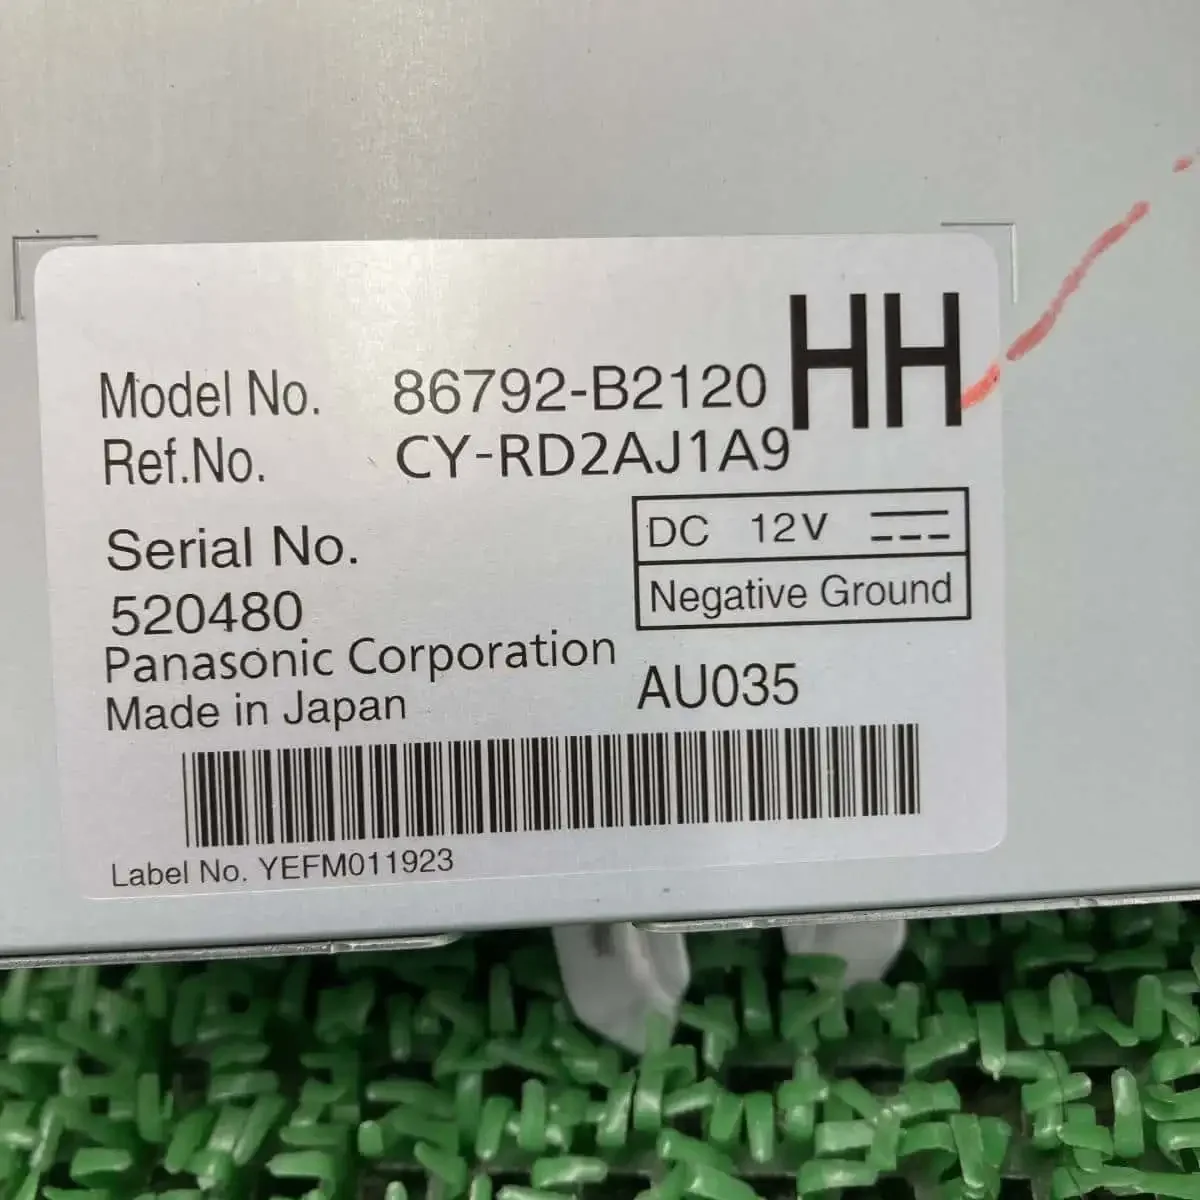 Model No. 86792-B2120 HH
Ref.No. CY-RD2AJ1A9
DC 12V
Serial No.
Negative Ground
520480
Panasonic Corporation
Made in Japan AU035
Label No. YEFM011923